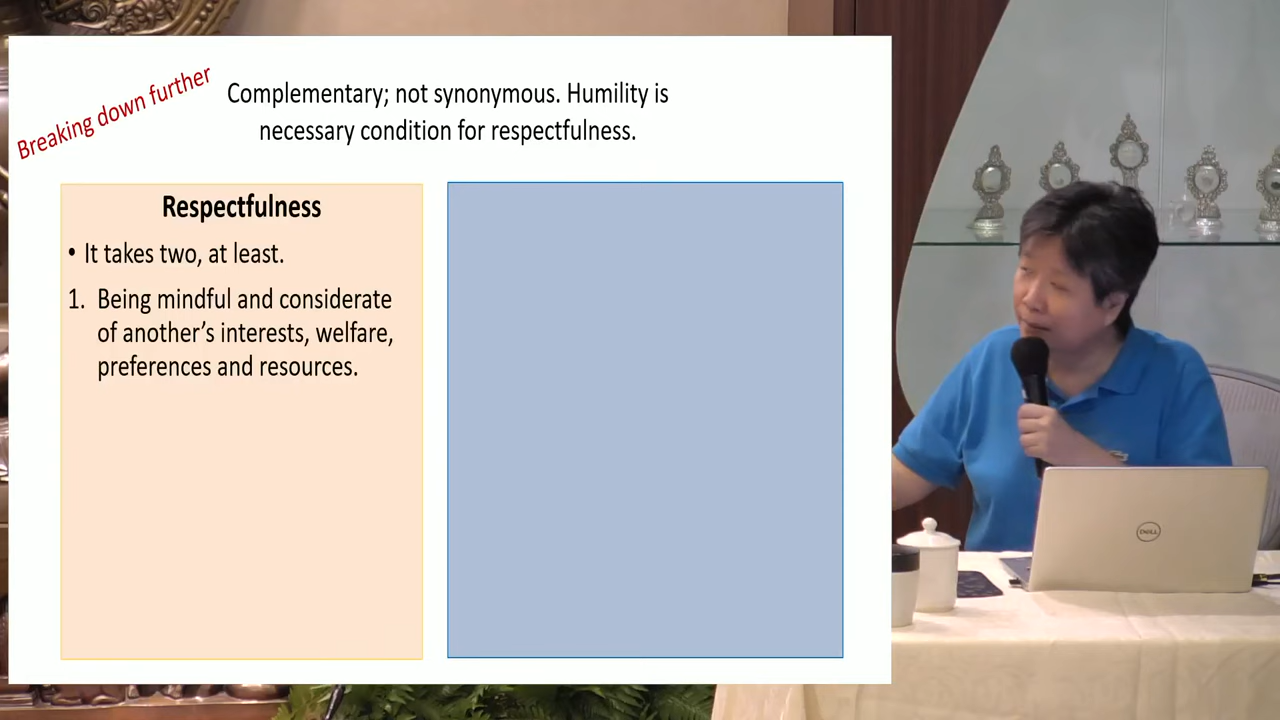 Breaking down further
Complementary; not synonymous. Humility is
necessary condition for respectfulness.
Respectfulness
• It takes two, at least.
1. Being mindful and considerate
of another’s interests, welfare,
preferences and resources.
DELL